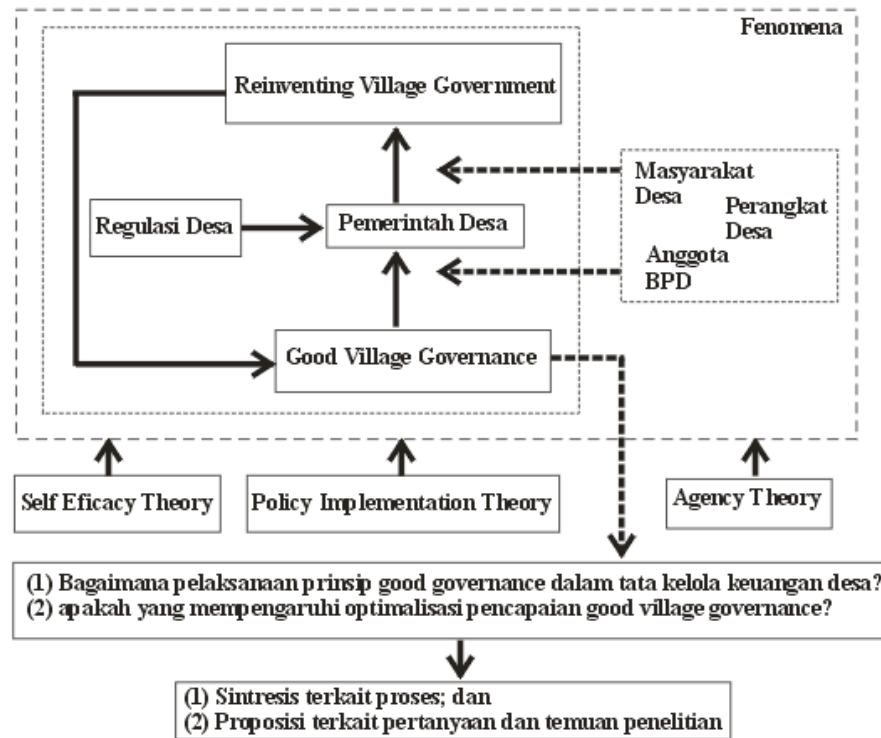 Fenomena
Reinventing Village Government
Masyarakat
Desa
Perangkat
Desa
Anggota
BPD
Regulasi Desa
Pemerintah Desa
Good Village Governance
Self Eficacy Theory
Policy Implementation Theory
Agency Theory
(1) Bagaimana pelaksanaan prinsip good governance dalam tata kelola keuangan desa?
(2) apakah yang mempengaruhi optimalisasi pencapaian good village governance?
(1) Sintresis terkait proses; dan
(2) Proposisi terkait pertanyaan dan temuan penelitian